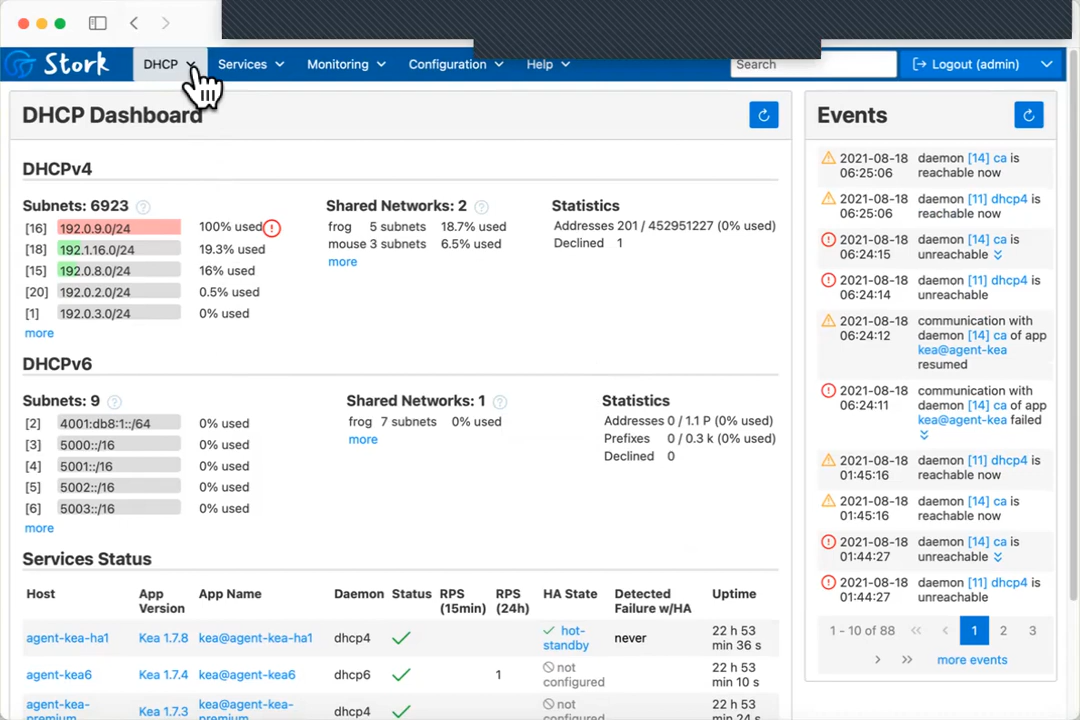 Stork
DHCP
Services
Monitoring
Configuration
Help
Search
Logout (admin)
DHCP Dashboard
DHCPv4
Subnets: 6923 ?
[16] 192.0.9.0/24 100% used
[18] 192.1.16.0/24 19.3% used
[15] 192.0.8.0/24 16% used
[20] 192.0.2.0/24 0.5% used
[1] 192.0.3.0/24 0% used
more
Shared Networks: 2 ?
frog 5 subnets 18.7% used
mouse 3 subnets 6.5% used
more
Statistics
Addresses 201 / 452951227 (0% used)
Declined 1
DHCPv6
Subnets: 9 ?
[2] 4001:db8:1::/64 0% used
[3] 5000::/16 0% used
[4] 5001::/16 0% used
[5] 5002::/16 0% used
[6] 5003::/16 0% used
more
Shared Networks: 1 ?
frog 7 subnets 0% used
more
Statistics
Addresses 0 / 1.1 P (0% used)
Prefixes 0 / 0.3 k (0% used)
Declined 0
Services Status
Host App Version App Name Daemon Status RPS (15min) RPS (24h) HA State Detected Failure w/HA Uptime
agent-kea-ha1 Kea 1.7.8 kea@agent-kea-ha1 dhcp4 hot-standby never 22 h 53 min 36 s
agent-kea6 Kea 1.7.4 kea@agent-kea6 dhcp6 1 not configured 22 h 53 min 10 s
agent-kea-premium Kea 1.7.3 kea@agent-kea-premium dhcp4 not configured 22 h 53 min 24 s
Events
2021-08-18 06:25:06 daemon [14] ca is reachable now
2021-08-18 06:25:06 daemon [11] dhcp4 is reachable now
2021-08-18 06:24:15 daemon [14] ca is unreachable
2021-08-18 06:24:14 daemon [11] dhcp4 is unreachable
2021-08-18 06:24:12 communication with daemon [14] ca of app kea@agent-kea resumed
2021-08-18 06:24:11 communication with daemon [14] ca of app kea@agent-kea failed
2021-08-18 01:45:16 daemon [11] dhcp4 is reachable now
2021-08-18 01:45:16 daemon [14] ca is reachable now
2021-08-18 01:44:27 daemon [14] ca is unreachable
2021-08-18 01:44:27 daemon [11] dhcp4 is unreachable
1 - 10 of 88 « ‹ 1 2 3
› »
more events